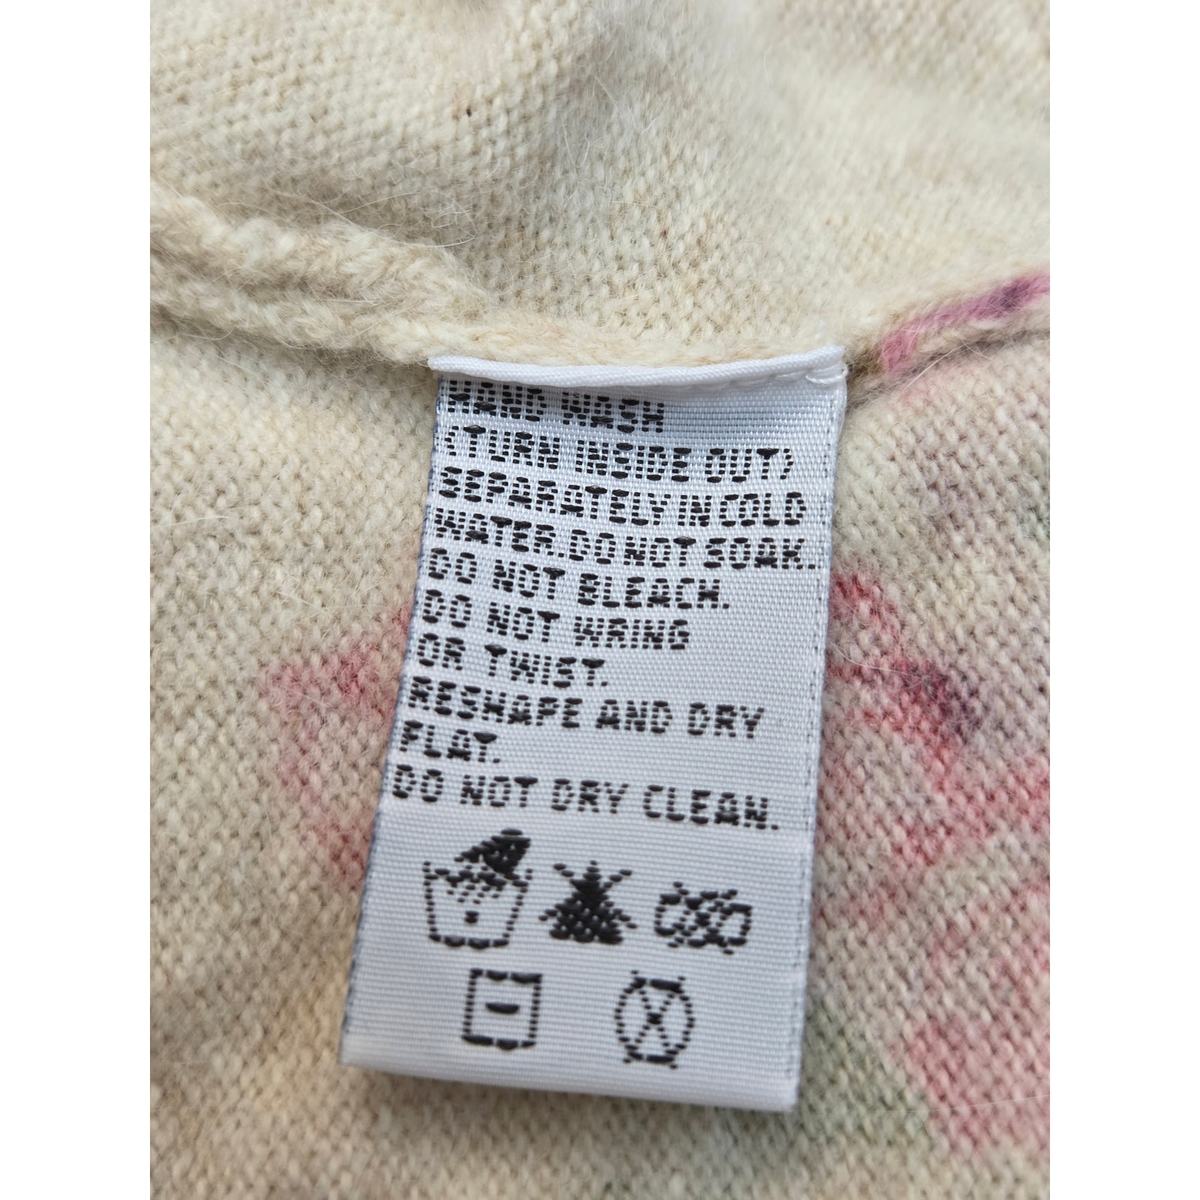 HAND WASH
(TURN INSIDE OUT)
SEPARATELY IN COLD
WATER.DO NOT SOAK.
DO NOT BLEACH.
DO NOT WRING
OR TWIST.
RESHAPE AND DRY
FLAT.
DO NOT DRY CLEAN.